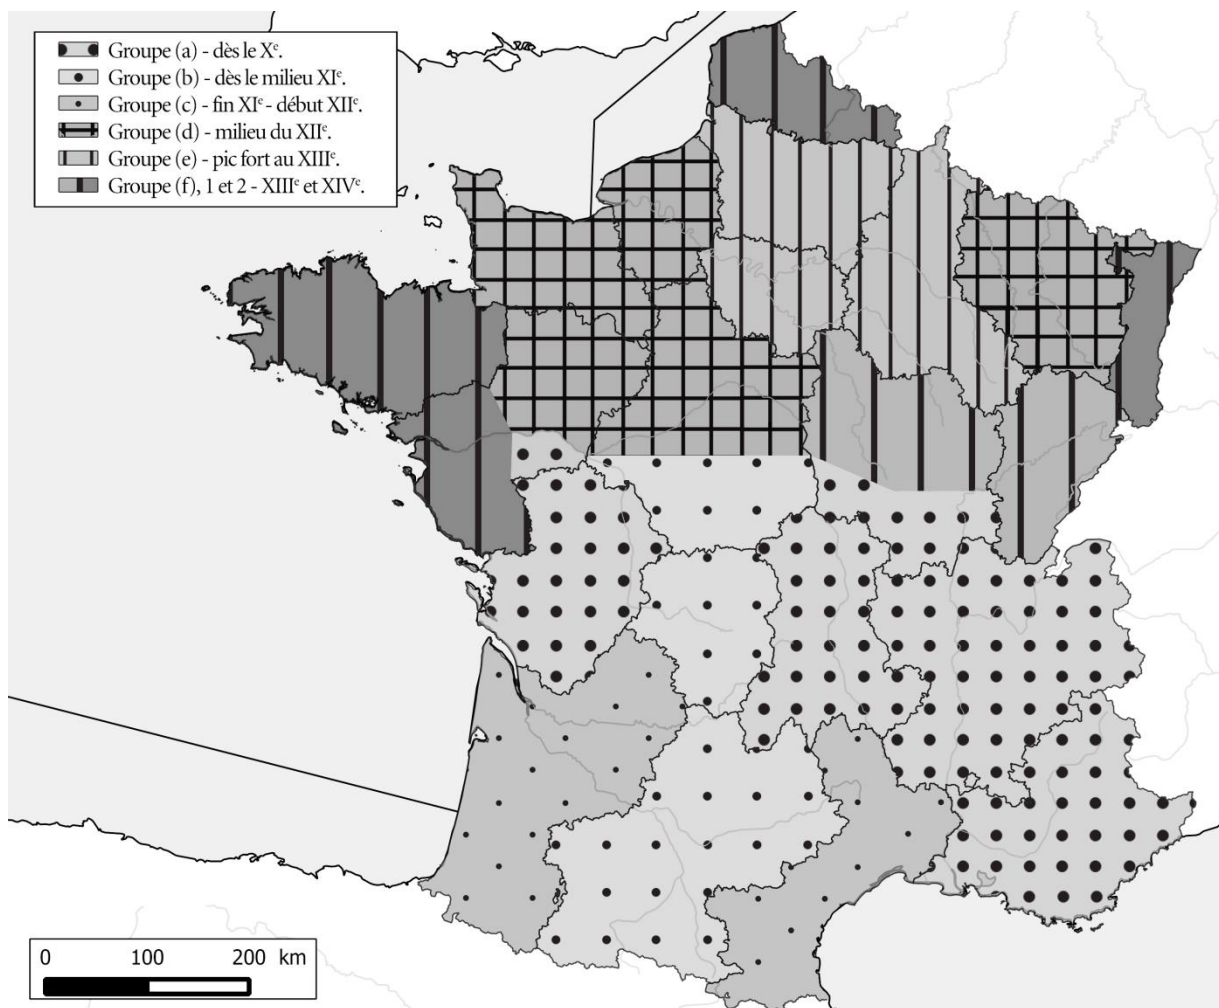 Groupe (a) - dès le Xᵉ.
Groupe (b) - dès le milieu XIᵉ.
Groupe (c) - fin XIᵉ - début XIIᵉ.
Groupe (d) - milieu du XIIᵉ.
Groupe (e) - pic fort au XIIIᵉ.
Groupe (f), 1 et 2 - XIIIᵉ et XIVᵉ.
0 100 200 km